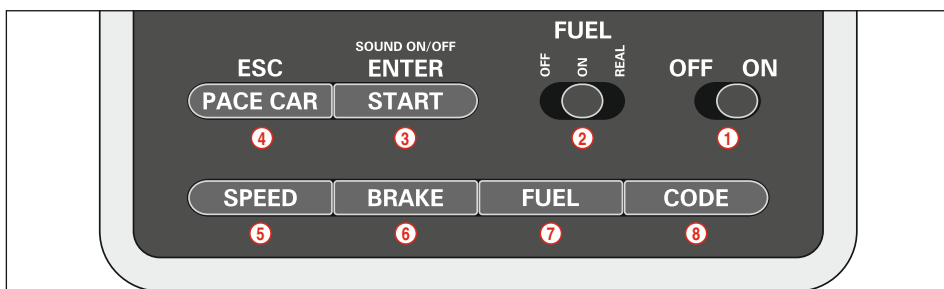 FUEL
SOUND ON/OFF
ESC ENTER OFF ON REAL OFF ON
PACE CAR START
4 3 2 1
SPEED BRAKE FUEL CODE
5 6 7 8